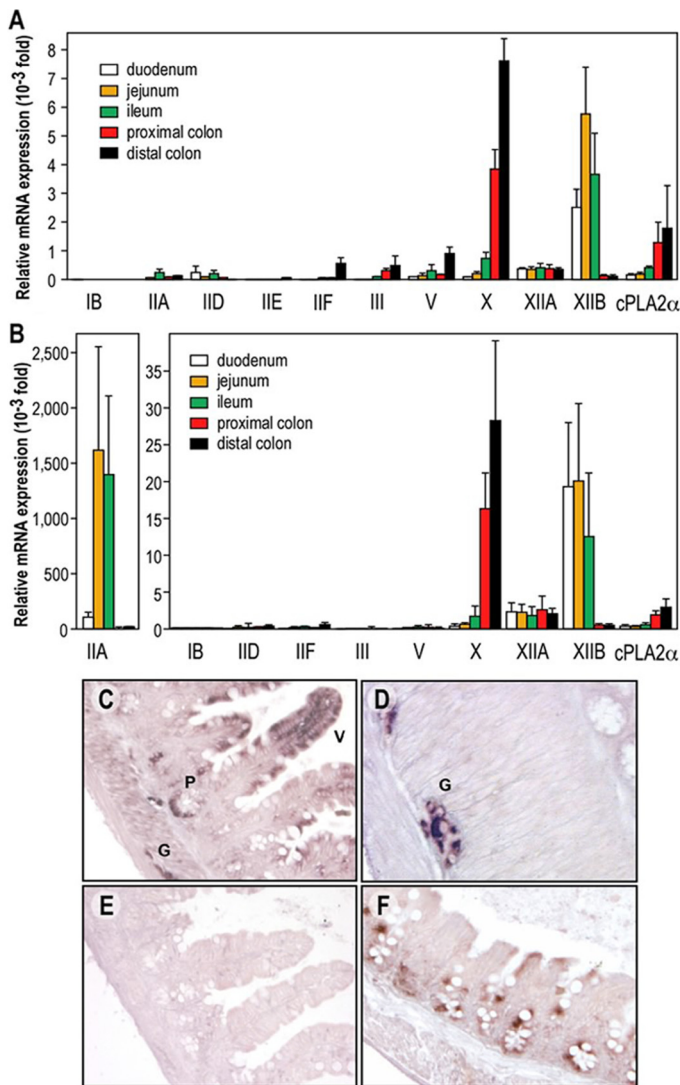 A
Relative mRNA expression (10-3 fold)
8
7
6
5
4
3
2
1
0
duodenum
jejunum
ileum
proximal colon
distal colon
IB IIA IID IIE IIF III V X XIIA XIIB cPLA2α
B
Relative mRNA expression (10-3 fold)
2,500
2,000
1,500
1,000
500
0
IIA
35
30
25
20
15
10
5
0
duodenum
jejunum
ileum
proximal colon
distal colon
IB IID IIF III V X XIIA XIIB cPLA2α
C
V
P
G
D
G
E
F